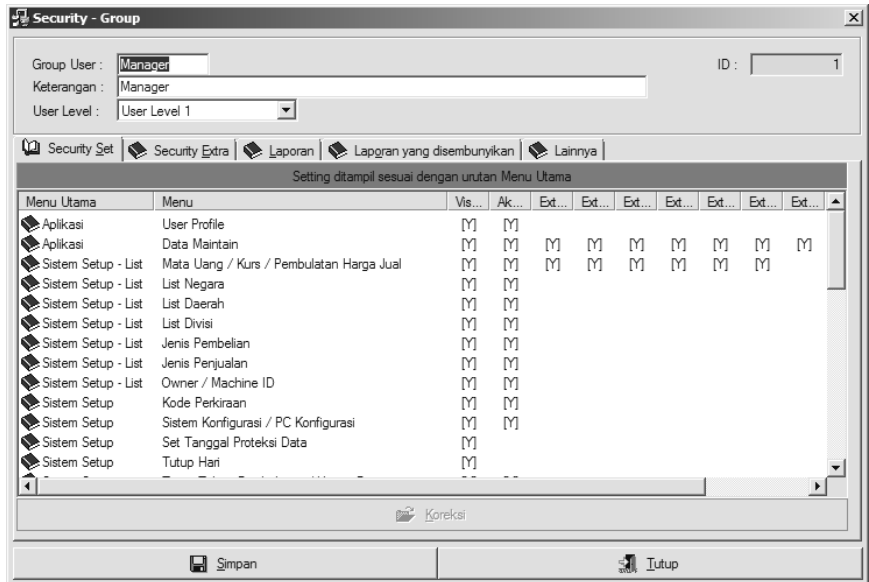 Security - Group
Group User : Manager ID : 1
Keterangan : Manager
User Level : User Level 1
Security Set Security Extra Laporan Laporan yang disembunyikan Lainnya
Setting ditampil sesuai dengan urutan Menu Utama
Menu Utama Menu Vis... Ak... Ext... Ext... Ext... Ext... Ext... Ext... Ext...
Aplikasi User Profile [Y] [Y]
Aplikasi Data Maintain [Y] [Y] [Y] [Y] [Y] [Y] [Y] [Y] [Y]
Sistem Setup - List Mata Uang / Kurs / Pembulatan Harga Jual [Y] [Y] [Y] [Y] [Y] [Y] [Y] [Y]
Sistem Setup - List List Negara [Y] [Y]
Sistem Setup - List List Daerah [Y] [Y]
Sistem Setup - List List Divisi [Y] [Y]
Sistem Setup - List Jenis Pembelian [Y] [Y]
Sistem Setup - List Jenis Penjualan [Y] [Y]
Sistem Setup - List Owner / Machine ID [Y] [Y]
Sistem Setup Kode Perkiraan [Y] [Y]
Sistem Setup Sistem Konfigurasi / PC Konfigurasi [Y] [Y]
Sistem Setup Set Tanggal Proteksi Data [Y]
Sistem Setup Tutup Hari [Y]
Koreksi
Simpan Tutup